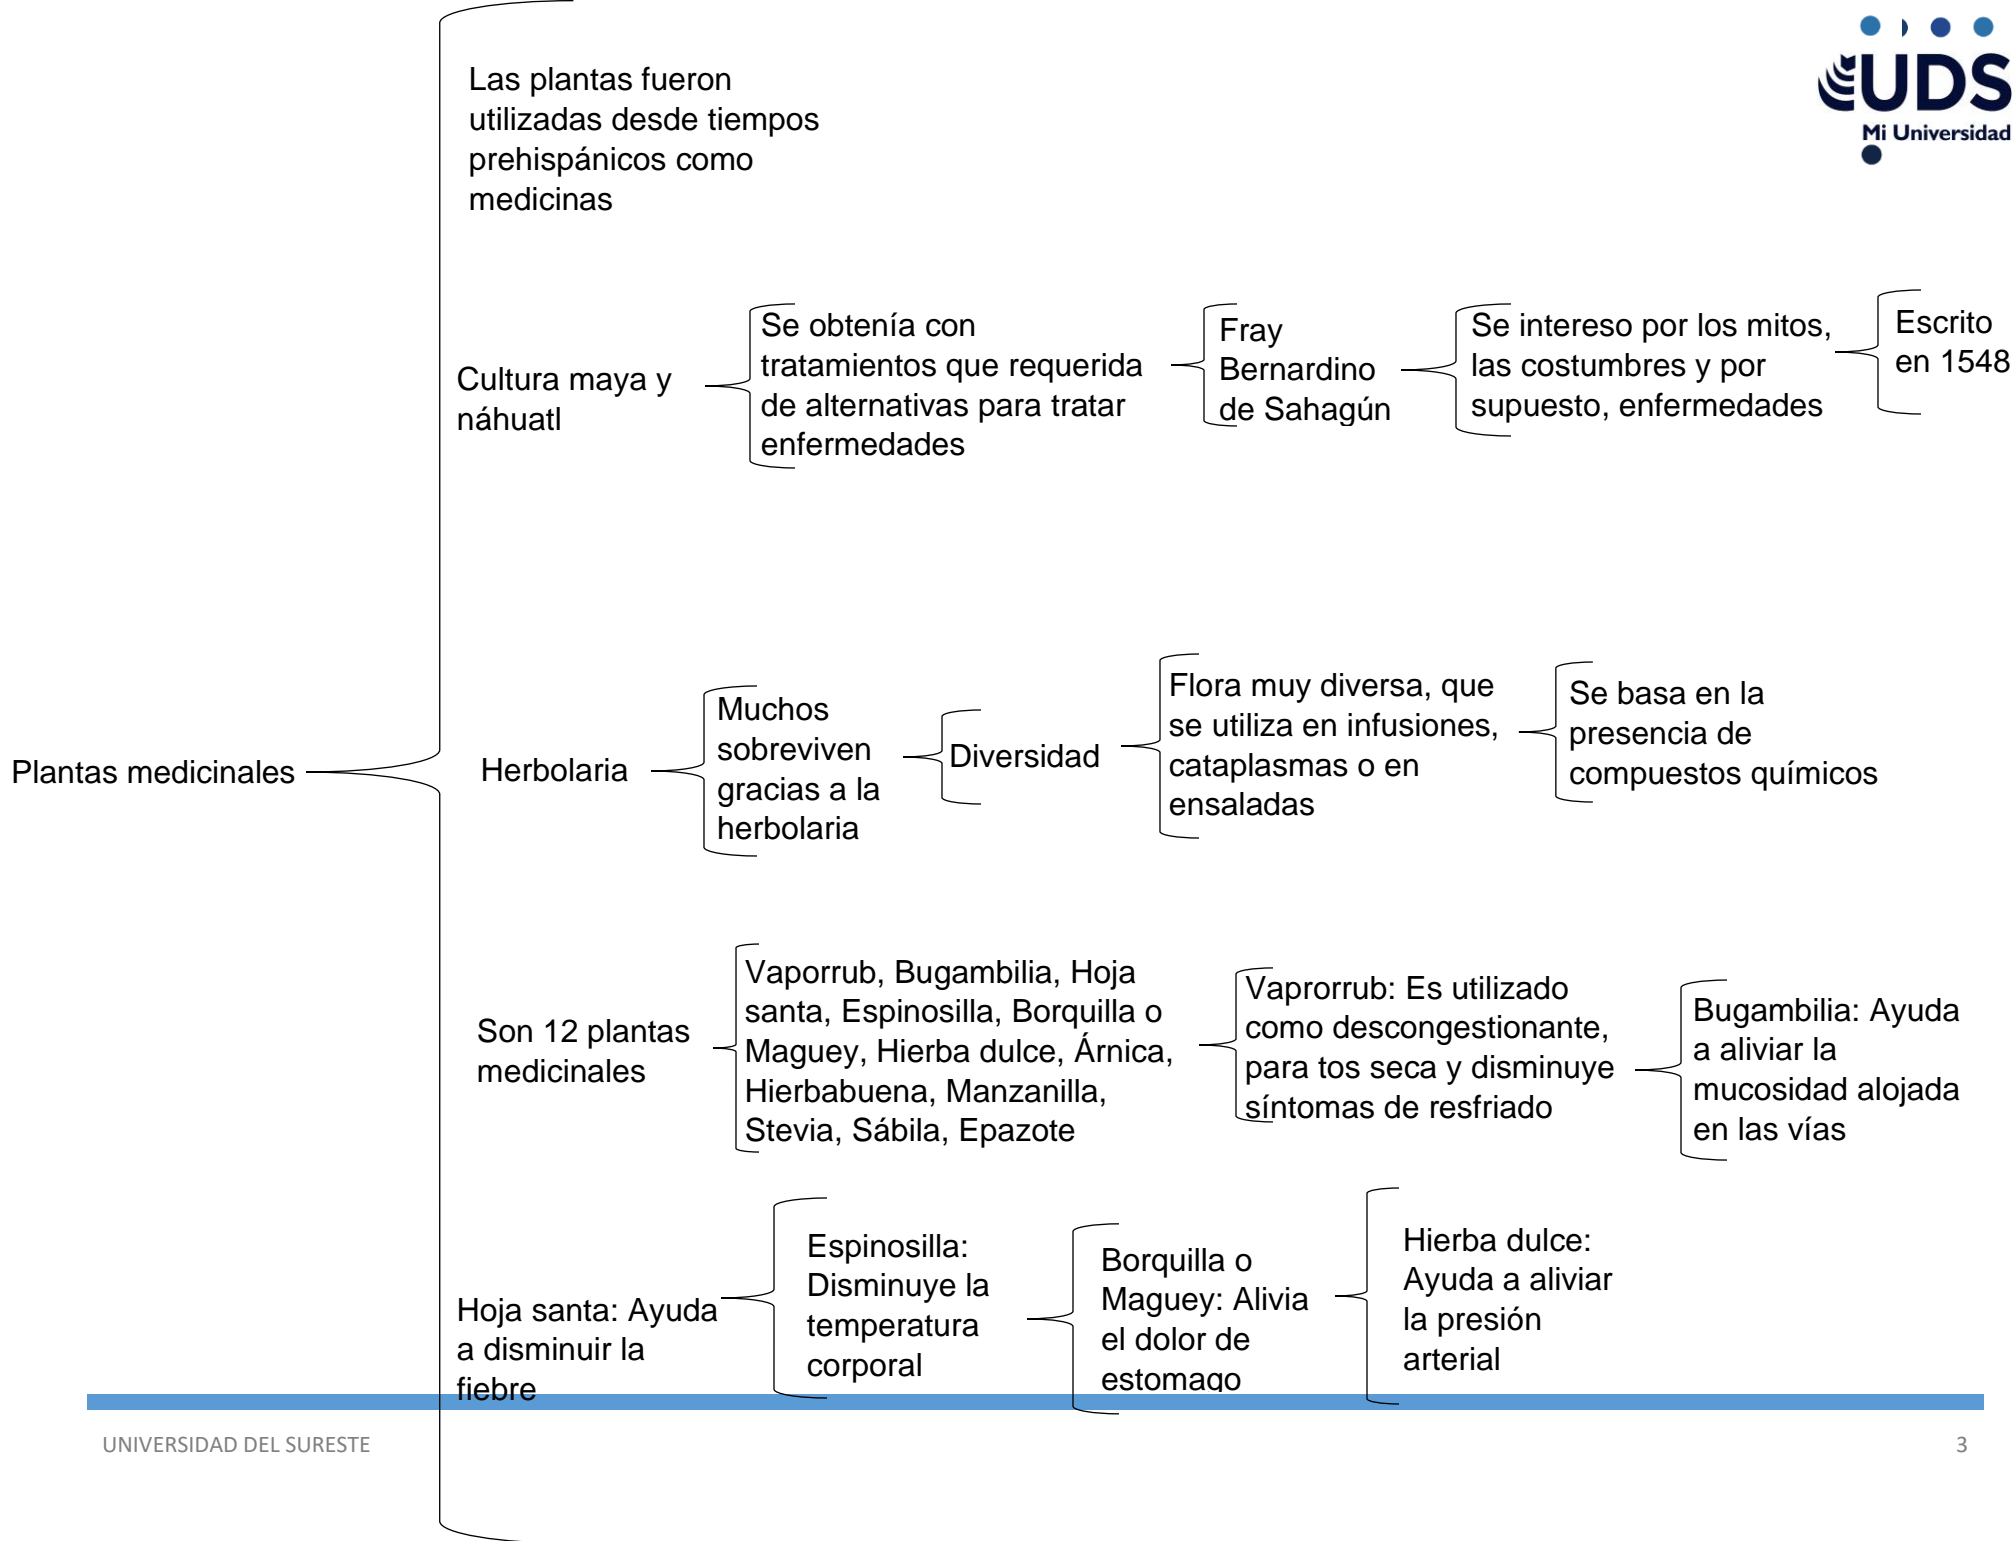 UDS
Mi Universidad
Las plantas fueron
utilizadas desde tiempos
prehispánicos como
medicinas
Cultura maya y
náhuatl
Se obtenía con
tratamientos que requerida
de alternativas para tratar
enfermedades
Fray
Bernardino
de Sahagún
Se intereso por los mitos,
las costumbres y por
supuesto, enfermedades
Escrito
en 1548
Plantas medicinales
Herbolaria
Muchos
sobreviven
gracias a la
herbolaria
Diversidad
Flora muy diversa, que
se utiliza en infusiones,
cataplasmas o en
ensaladas
Se basa en la
presencia de
compuestos químicos
Son 12 plantas
medicinales
Vaporrub, Bugambilia, Hoja
santa, Espinosilla, Borquilla o
Maguey, Hierba dulce, Árnica,
Hierbabuena, Manzanilla,
Stevia, Sábila, Epazote
Vaprorrub: Es utilizado
como descongestionante,
para tos seca y disminuye
síntomas de resfriado
Bugambilia: Ayuda
a aliviar la
mucosidad alojada
en las vías
Hoja santa: Ayuda
a disminuir la
fiebre
Espinosilla:
Disminuye la
temperatura
corporal
Borquilla o
Maguey: Alivia
el dolor de
estomago
Hierba dulce:
Ayuda a aliviar
la presión
arterial
UNIVERSIDAD DEL SURESTE
3